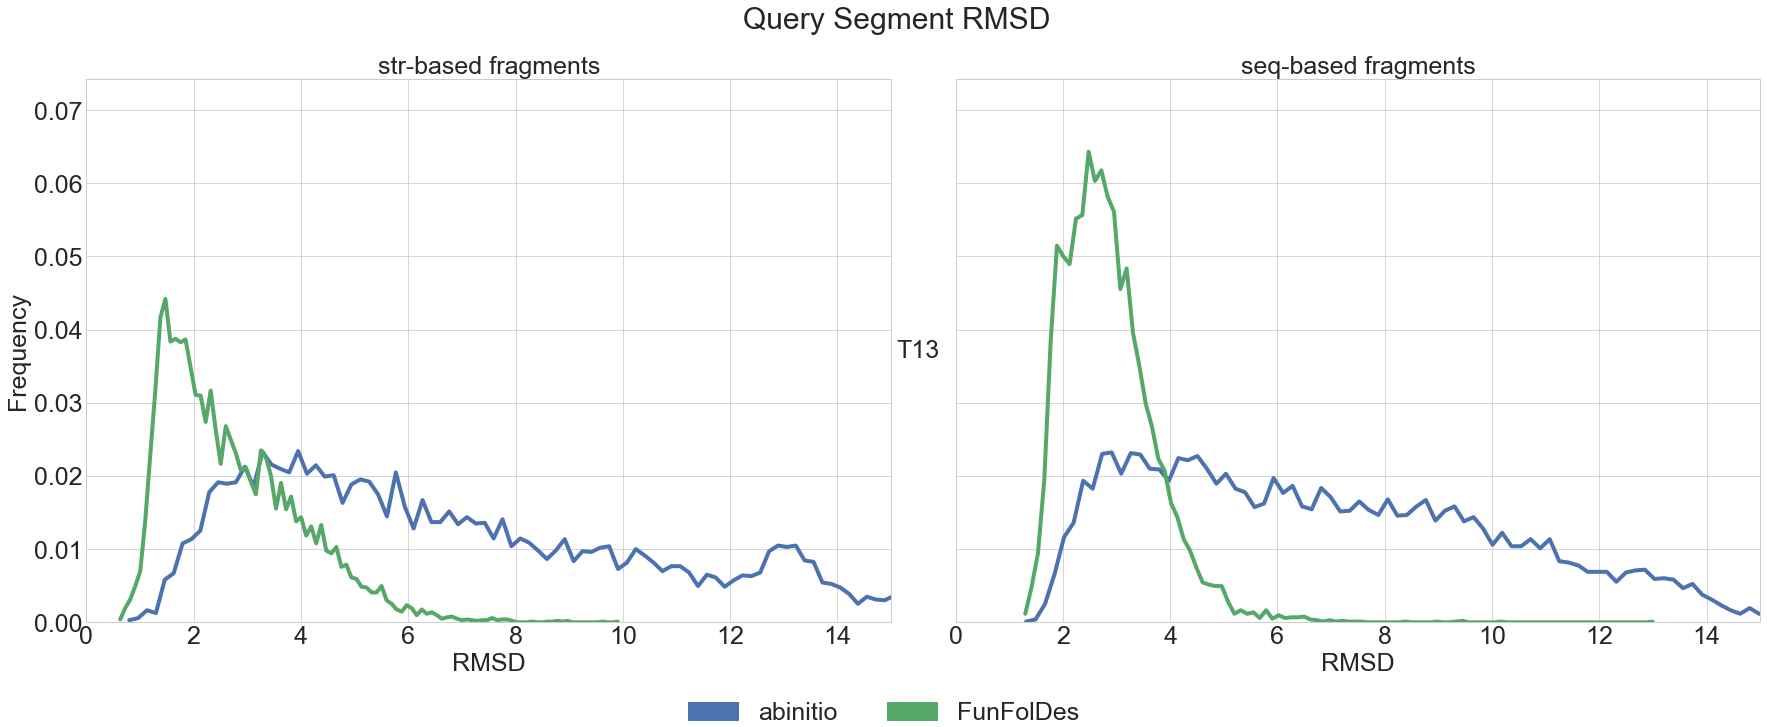 Query Segment RMSD
str-based fragments
seq-based fragments
0.07
0.06
0.05
0.04
0.03
0.02
0.01
0.00
Frequency
T13
0 2 4 6 8 10 12 14
0 2 4 6 8 10 12 14
RMSD
RMSD
abinitio
FunFolDes